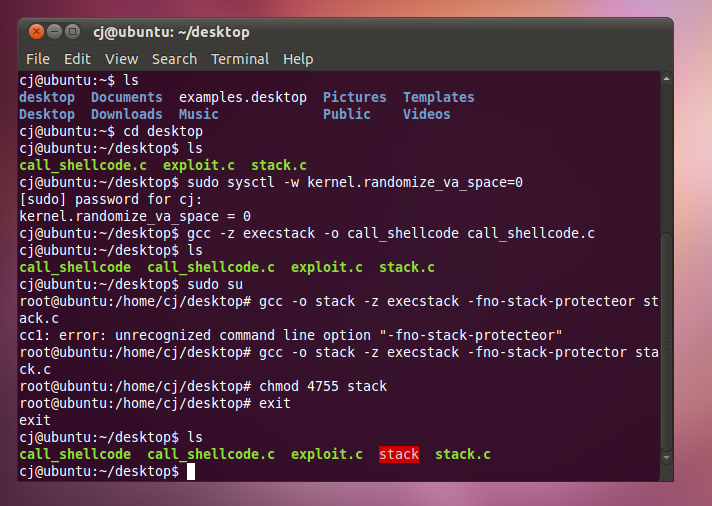 cj@ubuntu: ~/desktop
File Edit View Search Terminal Help
cj@ubuntu:~$ ls
desktop Documents examples.desktop Pictures Templates
Desktop Downloads Music Public Videos
cj@ubuntu:~$ cd desktop
cj@ubuntu:~/desktop$ ls
call_shellcode.c exploit.c stack.c
cj@ubuntu:~/desktop$ sudo sysctl -w kernel.randomize_va_space=0
[sudo] password for cj:
kernel.randomize_va_space = 0
cj@ubuntu:~/desktop$ gcc -z execstack -o call_shellcode call_shellcode.c
cj@ubuntu:~/desktop$ ls
call_shellcode call_shellcode.c exploit.c stack.c
cj@ubuntu:~/desktop$ sudo su
root@ubuntu:/home/cj/desktop# gcc -o stack -z execstack -fno-stack-protecteor st
ack.c
cc1: error: unrecognized command line option "-fno-stack-protecteor"
root@ubuntu:/home/cj/desktop# gcc -o stack -z execstack -fno-stack-protector sta
ck.c
root@ubuntu:/home/cj/desktop# chmod 4755 stack
root@ubuntu:/home/cj/desktop# exit
exit
cj@ubuntu:~/desktop$ ls
call_shellcode call_shellcode.c exploit.c stack stack.c
cj@ubuntu:~/desktop$